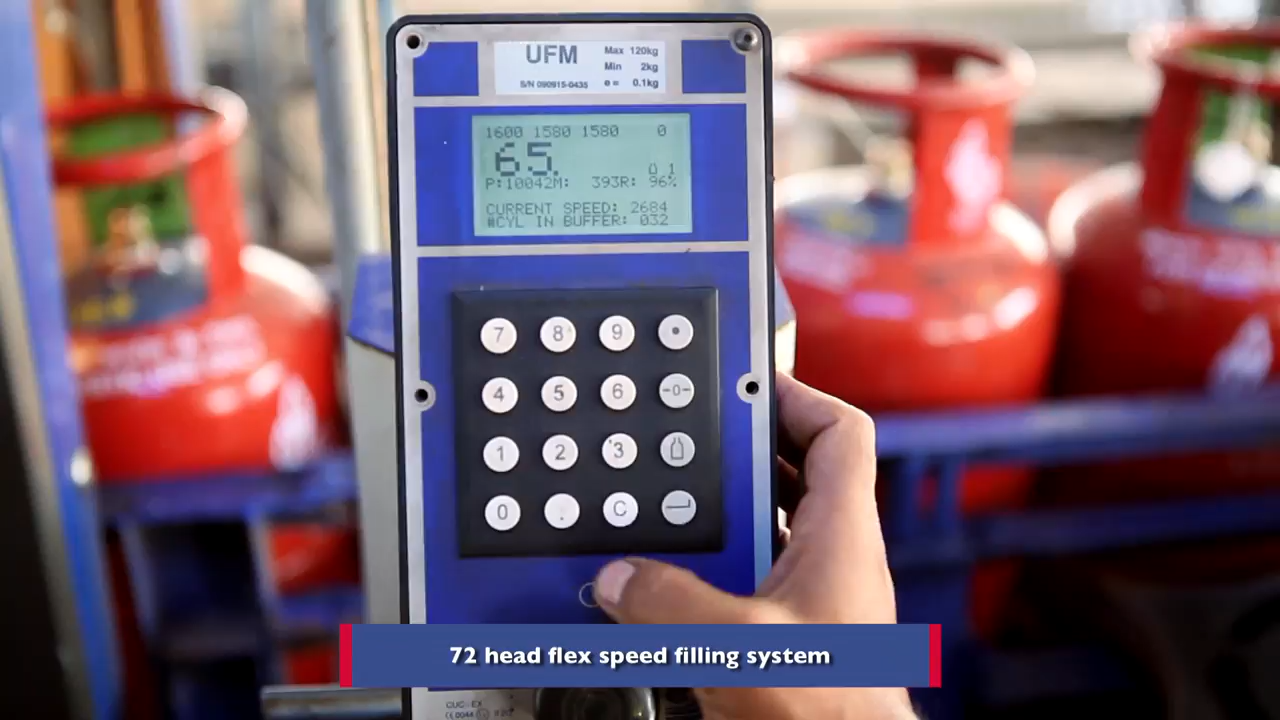 UFM
Max 120kg
Min 2kg
S/N 090915-0435
e = 0.1kg
1600 1580 1580 0
65.
1
P:10042M: 393R: 96%
CURRENT SPEED: 2684
#CYL IN BUFFER: 032
7 8 9
4 5 6 -0-
1 2 3
0 . C
72 head flex speed filling system